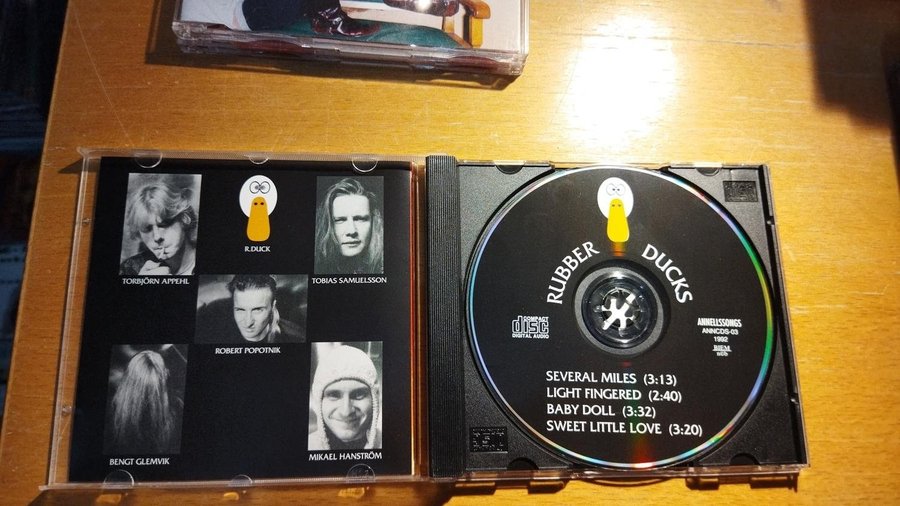 R.DUCK
TORBJÖRN APPEHL
TOBIAS SAMUELSSON
ROBERT POPOTNIK
BENGT GLEMVIK
MIKAEL HANSTRÖM
RUBBER DUCKS
COMPACT
disc
DIGITAL AUDIO
ANNELLSSONGS
ANNCDS-03
1992
BIEM
ncb
SEVERAL MILES (3:13)
LIGHT FINGERED (2:40)
BABY DOLL (3:32)
SWEET LITTLE LOVE (3:20)